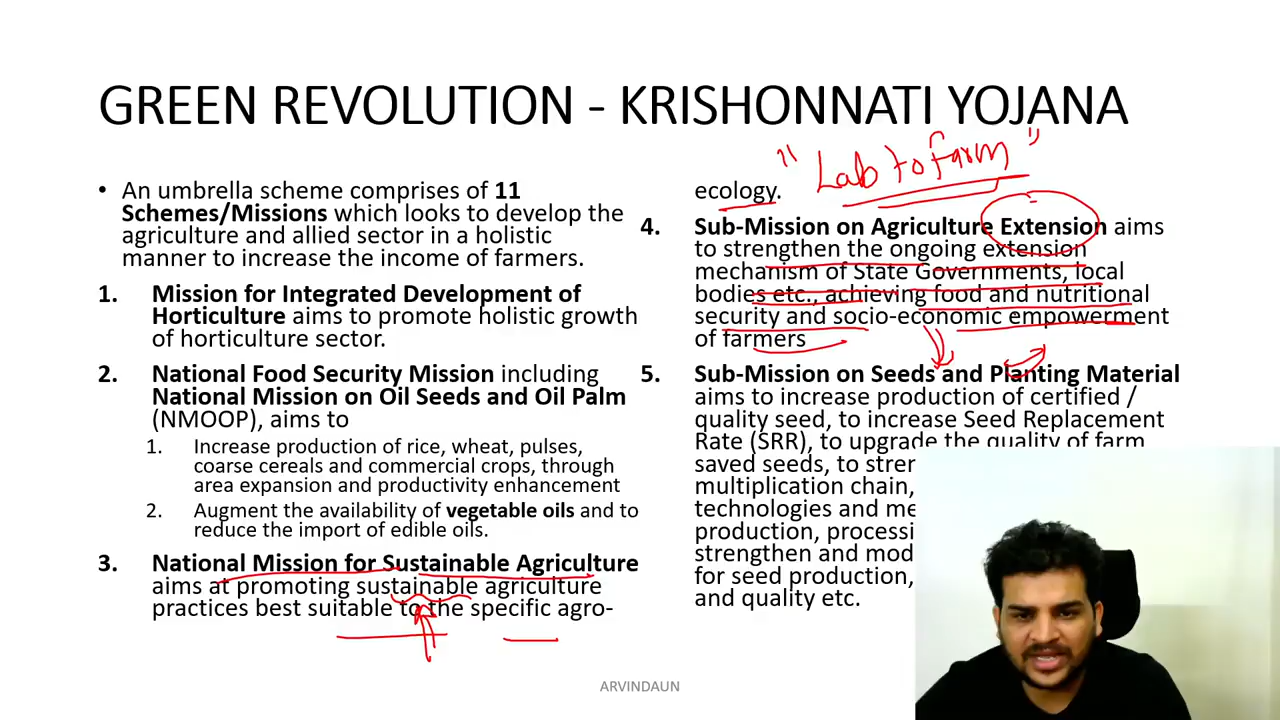 GREEN REVOLUTION - KRISHONNATI YOJANA
• An umbrella scheme comprises of 11
Schemes/Missions which looks to develop the
agriculture and allied sector in a holistic
manner to increase the income of farmers.
1. Mission for Integrated Development of
Horticulture aims to promote holistic growth
of horticulture sector.
2. National Food Security Mission including
National Mission on Oil Seeds and Oil Palm
(NMOOP), aims to
1. Increase production of rice, wheat, pulses,
coarse cereals and commercial crops, through
area expansion and productivity enhancement
2. Augment the availability of vegetable oils and to
reduce the import of edible oils.
3. National Mission for Sustainable Agriculture
aims at promoting sustainable agriculture
practices best suitable to the specific agro-
"Lab to farm"
ecology.
4. Sub-Mission on Agriculture Extension aims
to strengthen the ongoing extension
mechanism of State Governments, local
bodies etc., achieving food and nutritional
security and socio-economic empowerment
of farmers
5. Sub-Mission on Seeds and Planting Material
aims to increase production of certified /
quality seed, to increase Seed Replacement
Rate (SRR), to upgrade the quality of farm
saved seeds, to
multiplication chain,
technologies and
production,
strengthen and
for seed production,
and quality etc.
ARVINDAUN